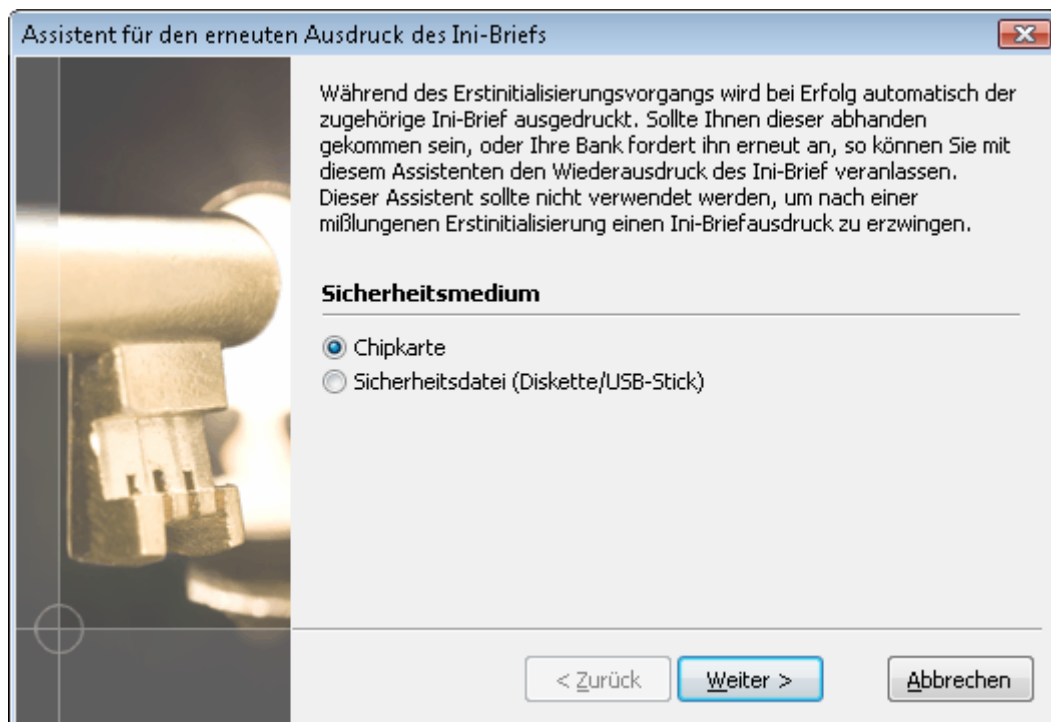 Assistent für den erneuten Ausdruck des Ini-Briefs
Während des Erstinitialisierungsvorgangs wird bei Erfolg automatisch der
zugehörige Ini-Brief ausgedruckt. Sollte Ihnen dieser abhanden
gekommen sein, oder Ihre Bank fordert ihn erneut an, so können Sie mit
diesem Assistenten den Wiederausdruck des Ini-Brief veranlassen.
Dieser Assistent sollte nicht verwendet werden, um nach einer
mißlungenen Erstinitialisierung einen Ini-Briefausdruck zu erzwingen.
Sicherheitsmedium
Chipkarte
Sicherheitsdatei (Diskette/USB-Stick)
< Zurück Weiter > Abbrechen